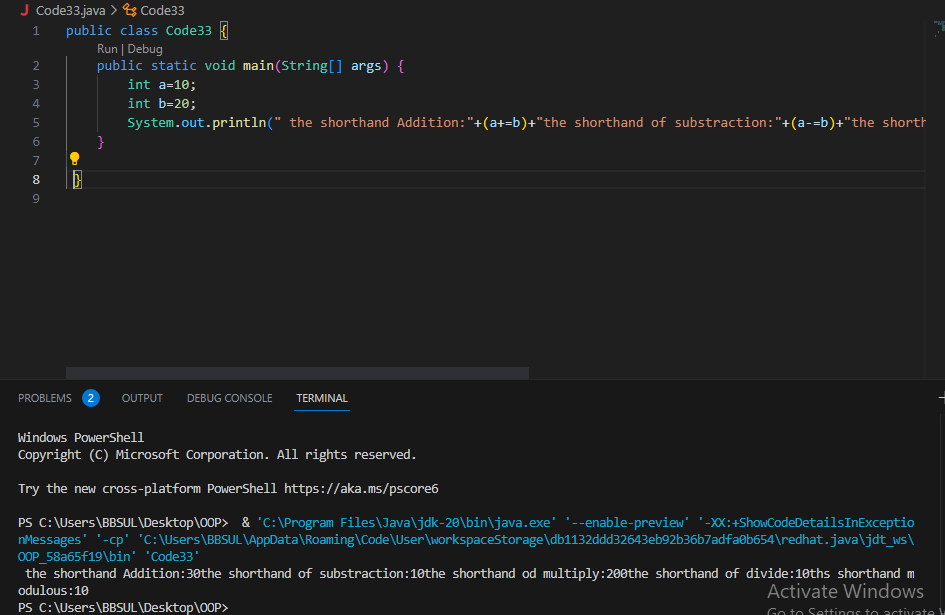 Code33.java > Code33
1 public class Code33 {
Run | Debug
2 public static void main(String[] args) {
3 int a=10;
4 int b=20;
5 System.out.println(" the shorthand Addition:"+(a+=b)+"the shorthand of substraction:"+(a-=b)+"the shorth
6 }
7
8 }
9
PROBLEMS 2 OUTPUT DEBUG CONSOLE TERMINAL
Windows PowerShell
Copyright (C) Microsoft Corporation. All rights reserved.
Try the new cross-platform PowerShell https://aka.ms/pscore6
PS C:\Users\BBSUL\Desktop\OOP> & 'C:\Program Files\Java\jdk-20\bin\java.exe' '--enable-preview' '-XX:+ShowCodeDetailsInExceptio
nMessages' '-cp' 'C:\Users\BBSUL\AppData\Roaming\Code\User\workspaceStorage\db1132ddd32643eb92b36b7adfa0b654\redhat.java\jdt_ws\
OOP_58a65f19\bin' 'Code33'
the shorthand Addition:30the shorthand of substraction:10the shorthand od multiply:200the shorthand of divide:10ths shorthand m
odulous:10
Activate Windows
PS C:\Users\BBSUL\Desktop\OOP>
Go to Settings to activate W